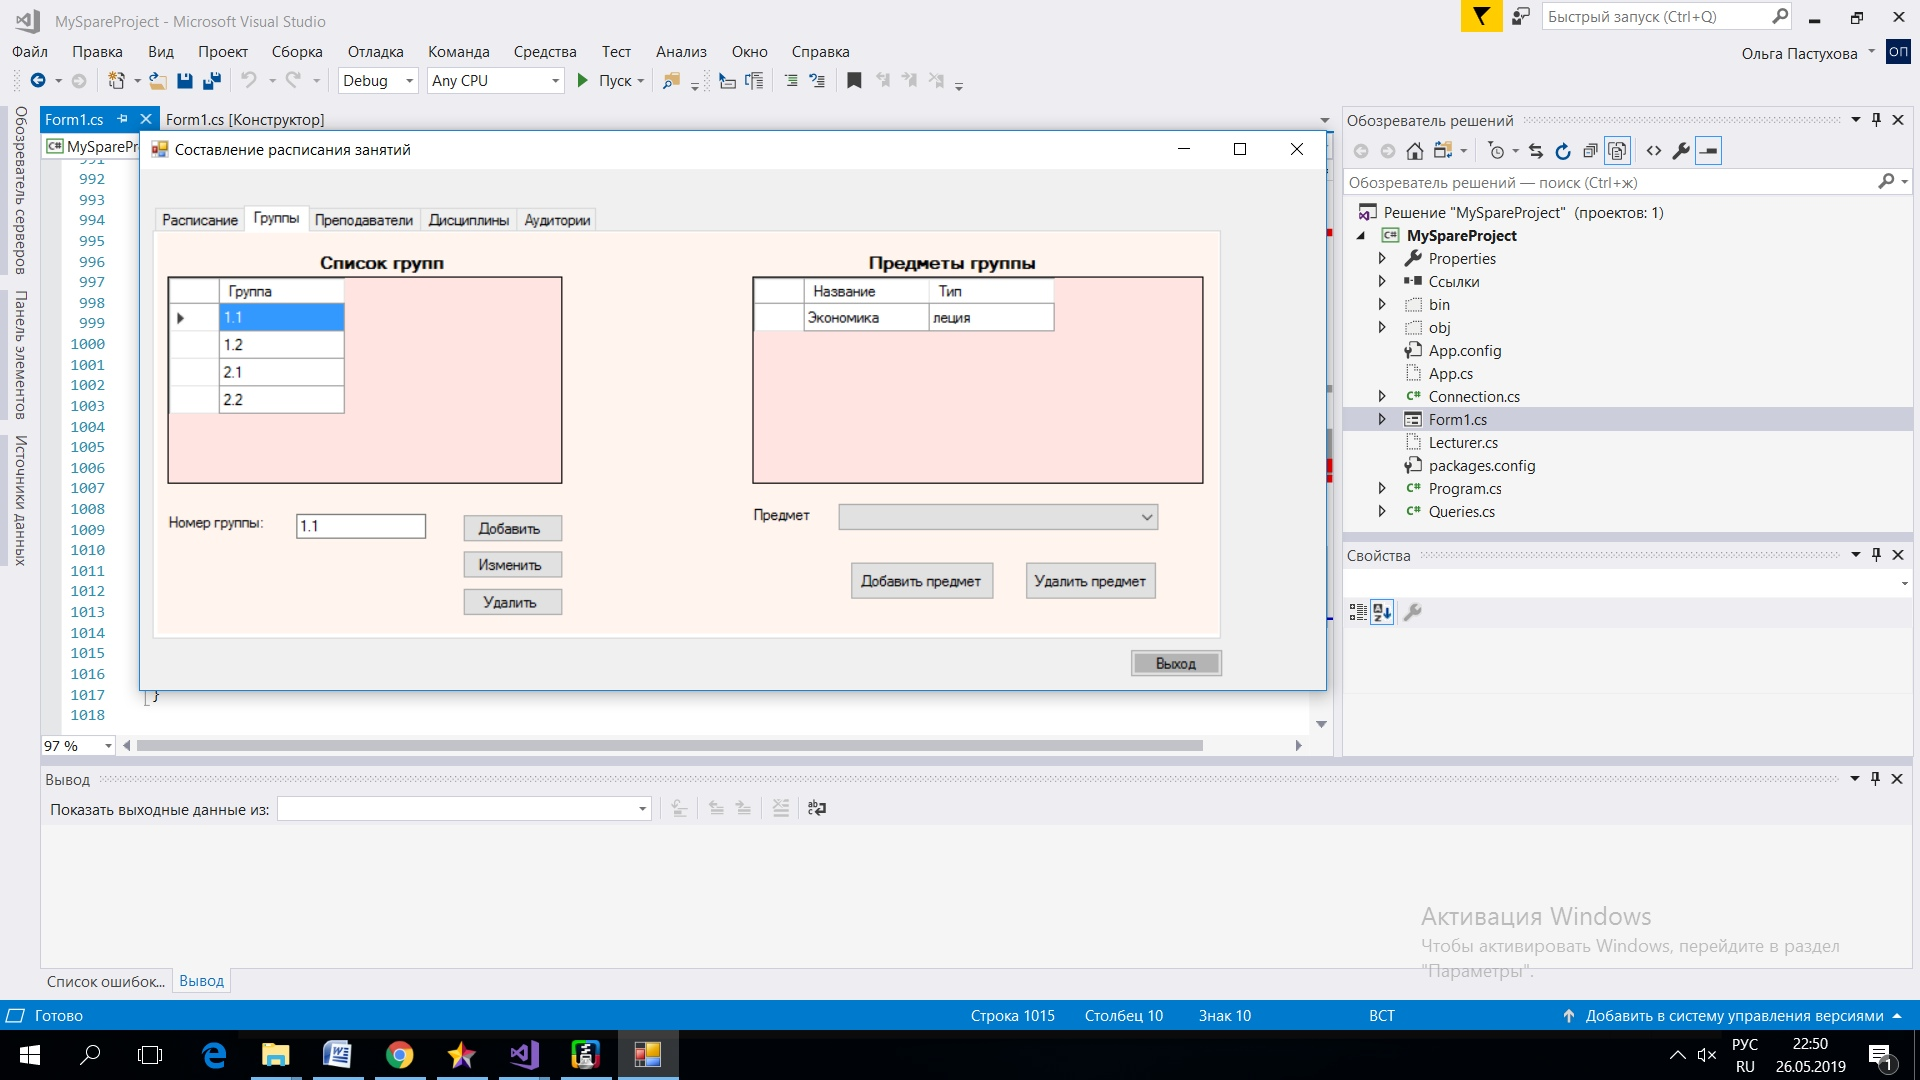 MySpareProject - Microsoft Visual Studio
Быстрый запуск (Ctrl+Q)
Файл Правка Вид Проект Сборка Отладка Команда Средства Тест Анализ Окно Справка
Ольга Пастухова ОП
Debug Any CPU Пуск
Обозреватель серверов
Панель элементов
Источники данных
Form1.cs Form1.cs [Конструктор]
MySparePr
Составление расписания занятий
Расписание Группы Преподаватели Дисциплины Аудитории
Список групп
Группа
1.1
1.2
2.1
2.2
Номер группы: 1.1
Добавить
Изменить
Удалить
Предметы группы
Название Тип
Экономика леция
Предмет
Добавить предмет Удалить предмет
Выход
991
992
993
994
995
996
997
998
999
1000
1001
1002
1003
1004
1005
1006
1007
1008
1009
1010
1011
1012
1013
1014
1015
1016
1017 }
1018
97 %
Обозреватель решений
Обозреватель решений — поиск (Ctrl+ж)
Решение "MySpareProject" (проектов: 1)
MySpareProject
Properties
Ссылки
bin
obj
App.config
App.cs
Connection.cs
Form1.cs
Lecturer.cs
packages.config
Program.cs
Queries.cs
Свойства
Вывод
Показать выходные данные из:
Активация Windows
Чтобы активировать Windows, перейдите в раздел
"Параметры".
Список ошибок... Вывод
Готово Строка 1015 Столбец 10 Знак 10 ВСТ Добавить в систему управления версиями
РУС
RU
22:50
26.05.2019
1